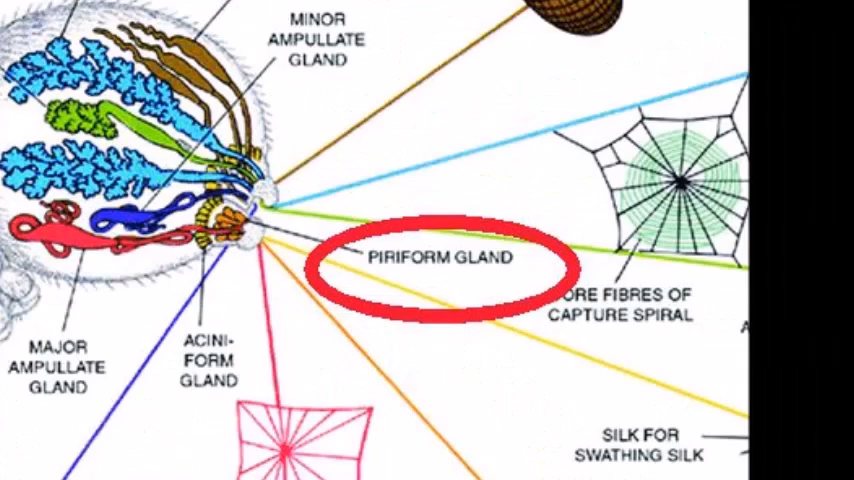 MINOR
AMPULLATE
GLAND
PIRIFORM GLAND
ORE FIBRES OF
CAPTURE SPIRAL
MAJOR
AMPULLATE
GLAND
ACINI-
FORM
GLAND
SILK FOR
SWATHING SILK